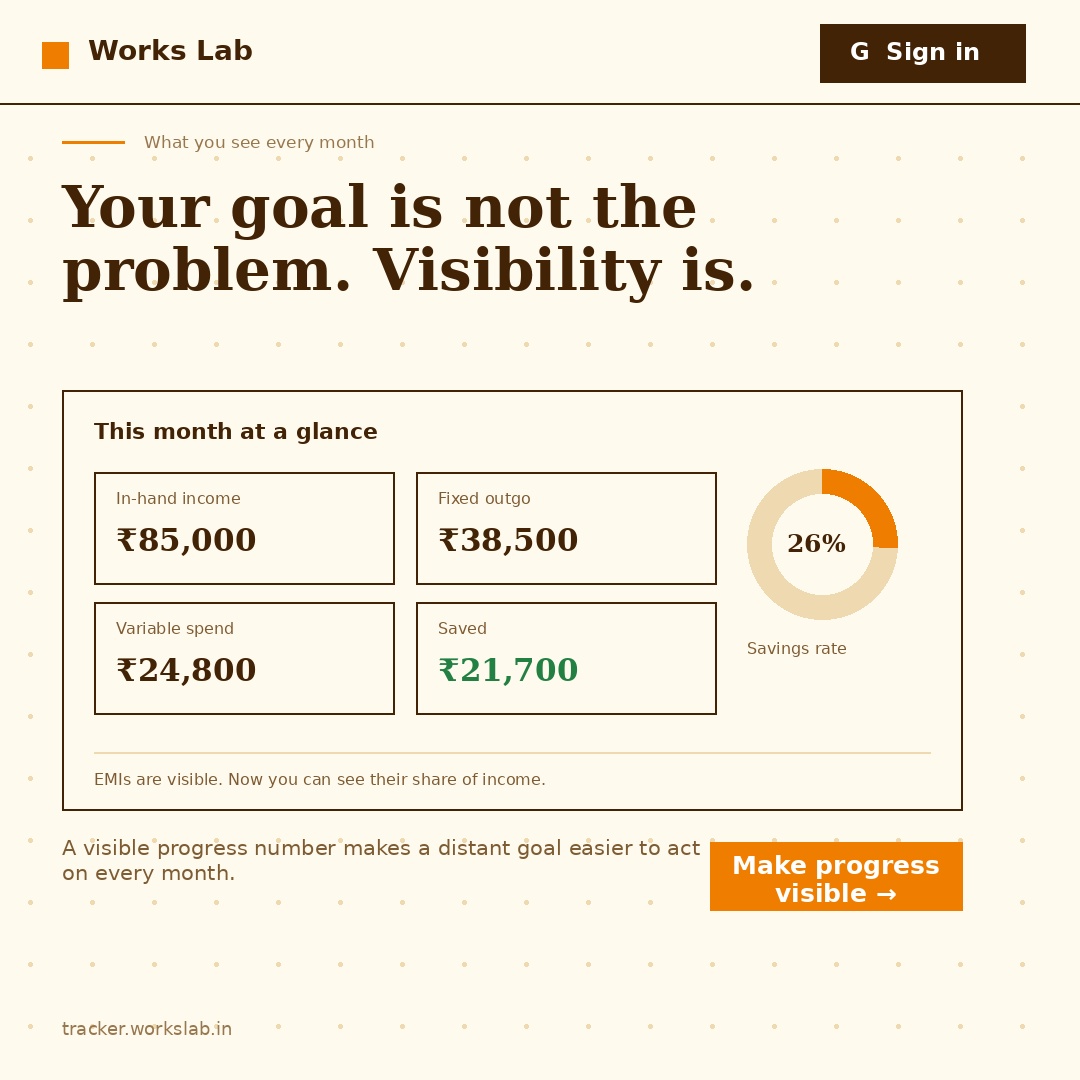 Works Lab
G Sign in
What you see every month
Your goal is not the
problem. Visibility is.
This month at a glance
In-hand income
₹85,000
Fixed outgo
₹38,500
Variable spend
₹24,800
Saved
₹21,700
26%
Savings rate
EMIs are visible. Now you can see their share of income.
A visible progress number makes a distant goal easier to act
on every month.
Make progress
visible →
tracker.workslab.in